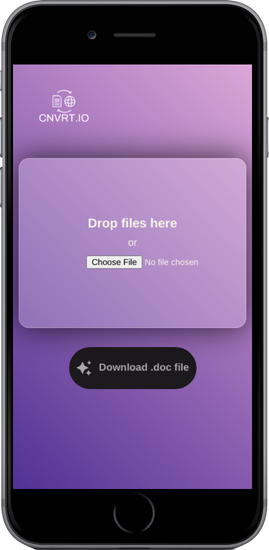 CNVRT.IO
Drop files here
or
Choose File No file chosen
Download .doc file